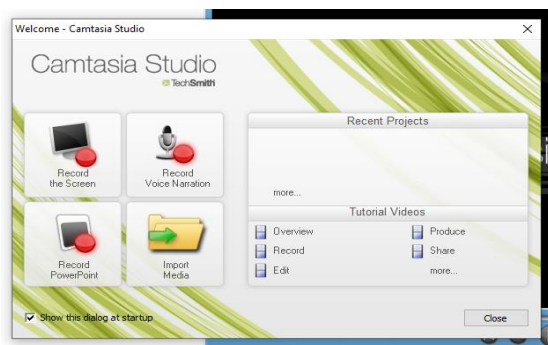 Welcome - Camtasia Studio
Camtasia Studio
TechSmith
Record
the Screen
Record
Voice Narration
Record
PowerPoint
Import
Media
Recent Projects
more...
Tutorial Videos
Overview
Produce
Record
Share
Edit
more...
Show this dialog at startup
Close